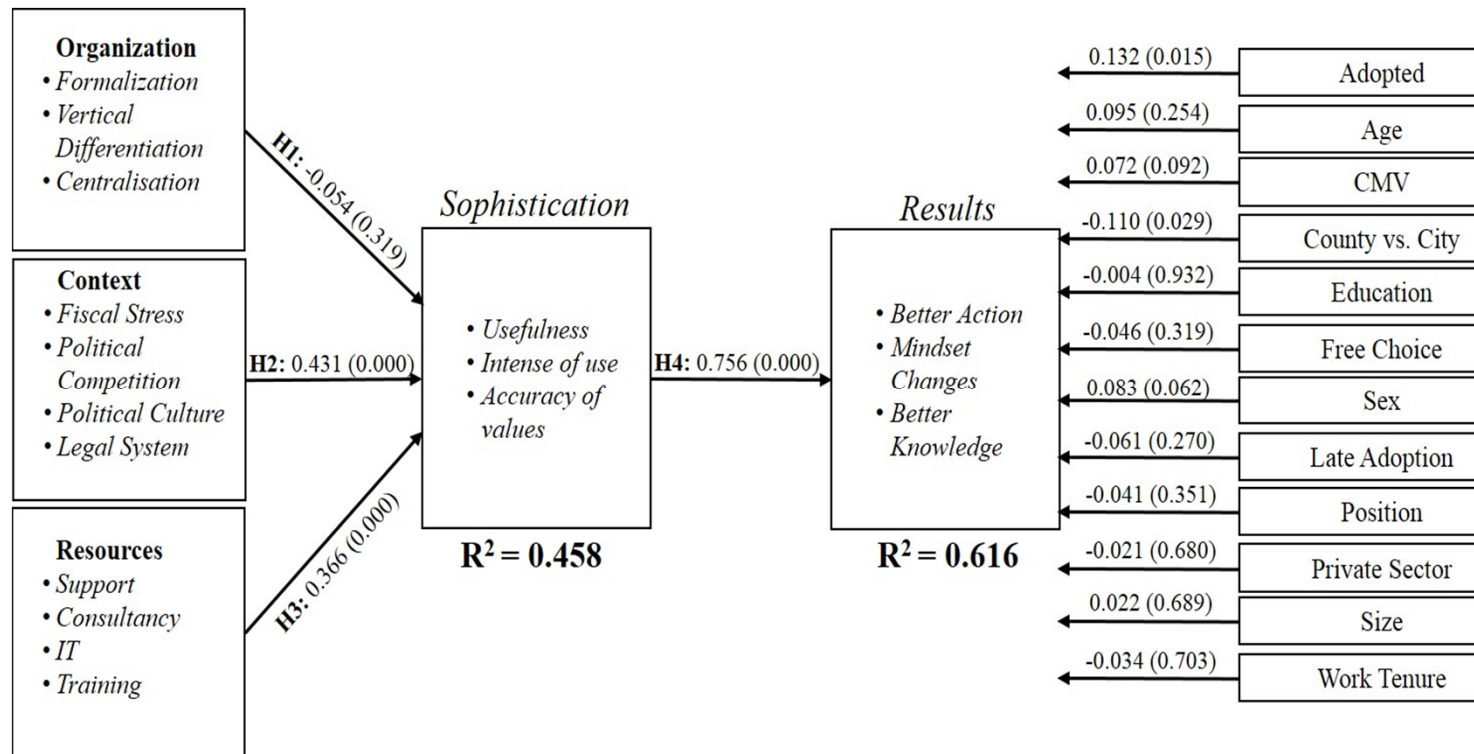 Organization
• Formalization
• Vertical
Differentiation
• Centralisation
Context
• Fiscal Stress
• Political
Competition
• Political Culture
• Legal System
Resources
• Support
• Consultancy
• IT
• Training
H1: -0.054 (0.319)
H2: 0.431 (0.000)
H3: 0.366 (0.000)
Sophistication
• Usefulness
• Intense of use
• Accuracy of
values
R² = 0.458
H4: 0.756 (0.000)
Results
• Better Action
• Mindset
Changes
• Better
Knowledge
R² = 0.616
0.132 (0.015)
Adopted
0.095 (0.254)
Age
0.072 (0.092)
CMV
-0.110 (0.029)
County vs. City
-0.004 (0.932)
Education
-0.046 (0.319)
Free Choice
0.083 (0.062)
Sex
-0.061 (0.270)
Late Adoption
-0.041 (0.351)
Position
-0.021 (0.680)
Private Sector
0.022 (0.689)
Size
-0.034 (0.703)
Work Tenure